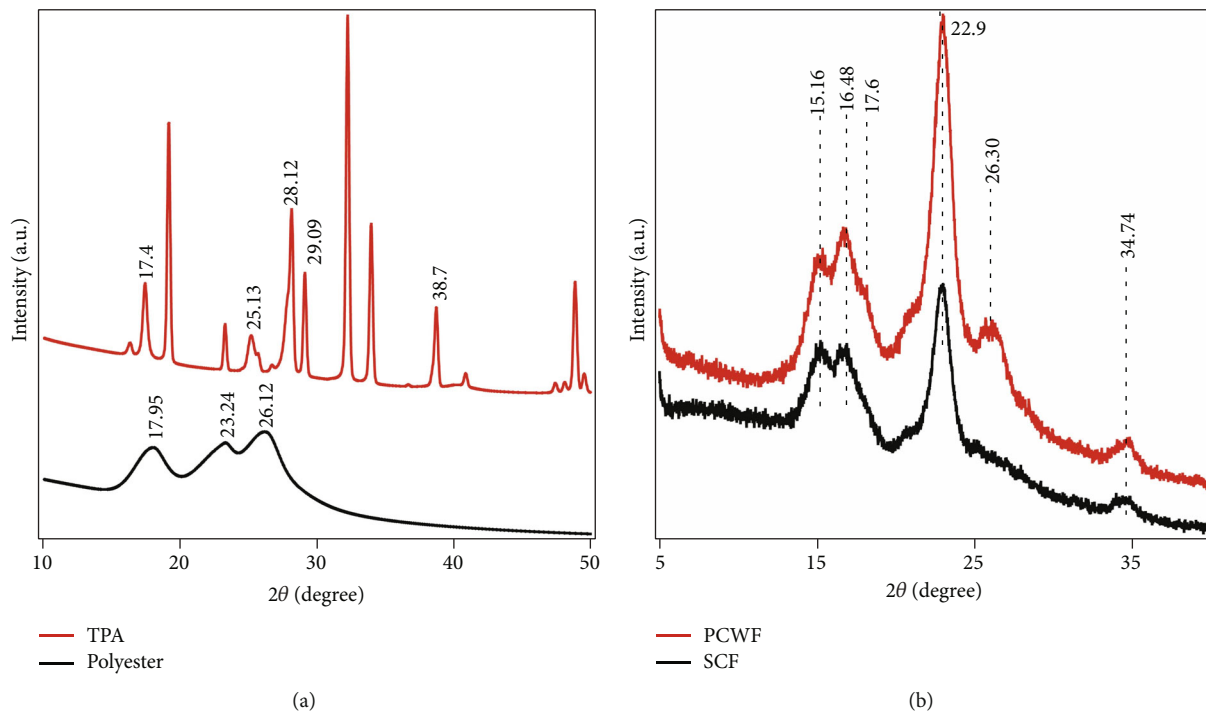 Intensity (a.u.)
17.4
25.13
28.12
29.09
38.7
17.95
23.24
26.12
10
20
30
40
50
2θ (degree)
TPA
Polyester
(a)
Intensity (a.u.)
15.16
16.48
17.6
22.9
26.30
34.74
5
15
25
35
2θ (degree)
PCWF
SCF
(b)